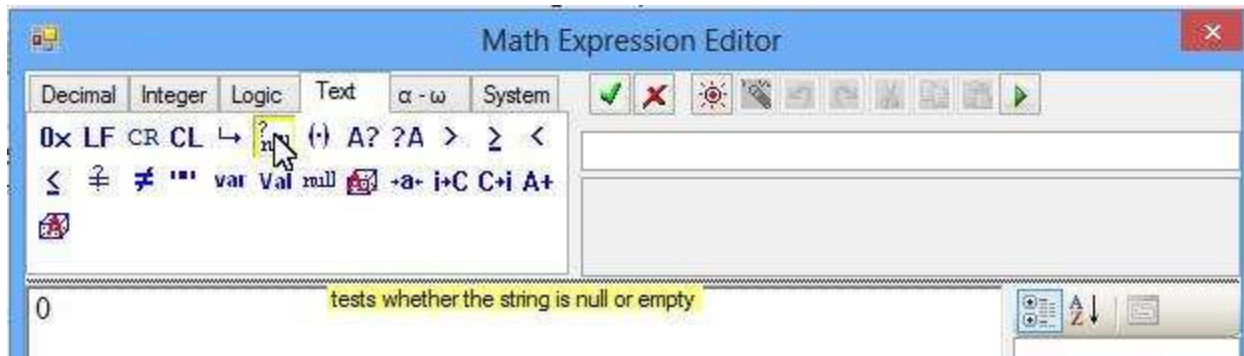 Math Expression Editor
Decimal Integer Logic Text α - ω System
0x LF CR CL (·) A? ?A > ≥ <
≤ ≟ ≠ "" var Val null →a← i→C C→i A+
A
tests whether the string is null or empty
0
A
Z